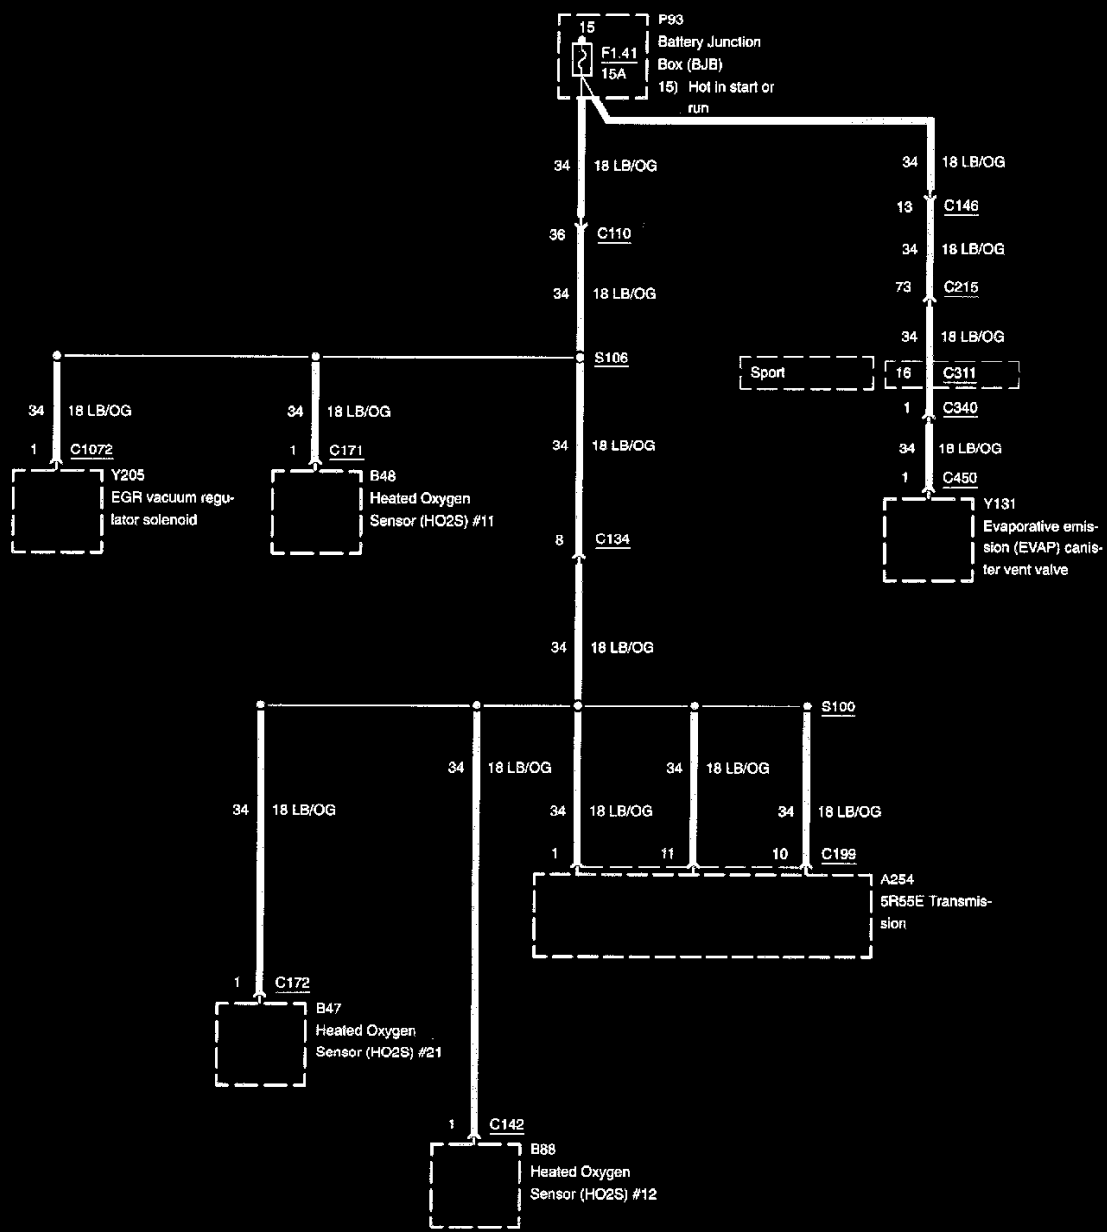 15
F1.41
15A
P93
Battery Junction
Box (BJB)
15) Hot in start or
run
34 18 LB/OG
34 18 LB/OG
36 C110
13 C146
34 18 LB/OG
34 18 LB/OG
73 C215
34 18 LB/OG
S106
Sport
16 C311
34 18 LB/OG
34 18 LB/OG
1 C340
34 18 LB/OG
34 18 LB/OG
1 C1072
1 C171
1 C450
Y205
EGR vacuum regu-
lator solenoid
B48
Heated Oxygen
Sensor (HO2S) #11
Y131
Evaporative emis-
sion (EVAP) canis-
ter vent valve
8 C134
34 18 LB/OG
S100
34 18 LB/OG
34 18 LB/OG
34 18 LB/OG
34 18 LB/OG
34 18 LB/OG
1
11
10 C199
A254
5R55E Transmis-
sion
1 C172
B47
Heated Oxygen
Sensor (HO2S) #21
1 C142
B88
Heated Oxygen
Sensor (HO2S) #12